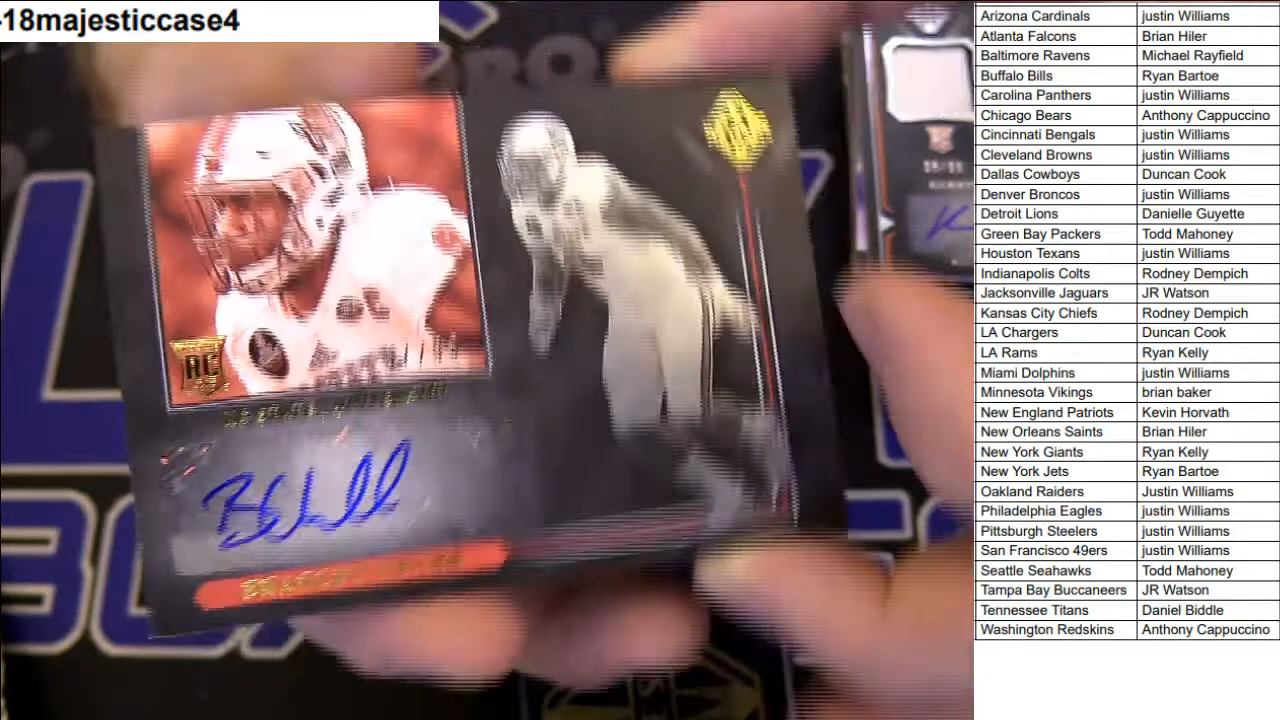 -18majesticcase4
Arizona Cardinals justin Williams
Atlanta Falcons Brian Hiler
Baltimore Ravens Michael Rayfield
Buffalo Bills Ryan Bartoe
Carolina Panthers justin Williams
Chicago Bears Anthony Cappuccino
Cincinnati Bengals justin Williams
Cleveland Browns justin Williams
Dallas Cowboys Duncan Cook
Denver Broncos justin Williams
Detroit Lions Danielle Guyette
Green Bay Packers Todd Mahoney
Houston Texans justin Williams
Indianapolis Colts Rodney Dempich
Jacksonville Jaguars JR Watson
Kansas City Chiefs Rodney Dempich
LA Chargers Duncan Cook
LA Rams Ryan Kelly
Miami Dolphins justin Williams
Minnesota Vikings brian baker
New England Patriots Kevin Horvath
New Orleans Saints Brian Hiler
New York Giants Ryan Kelly
New York Jets Ryan Bartoe
Oakland Raiders Justin Williams
Philadelphia Eagles justin Williams
Pittsburgh Steelers justin Williams
San Francisco 49ers justin Williams
Seattle Seahawks Todd Mahoney
Tampa Bay Buccaneers JR Watson
Tennessee Titans Daniel Biddle
Washington Redskins Anthony Cappuccino
RC